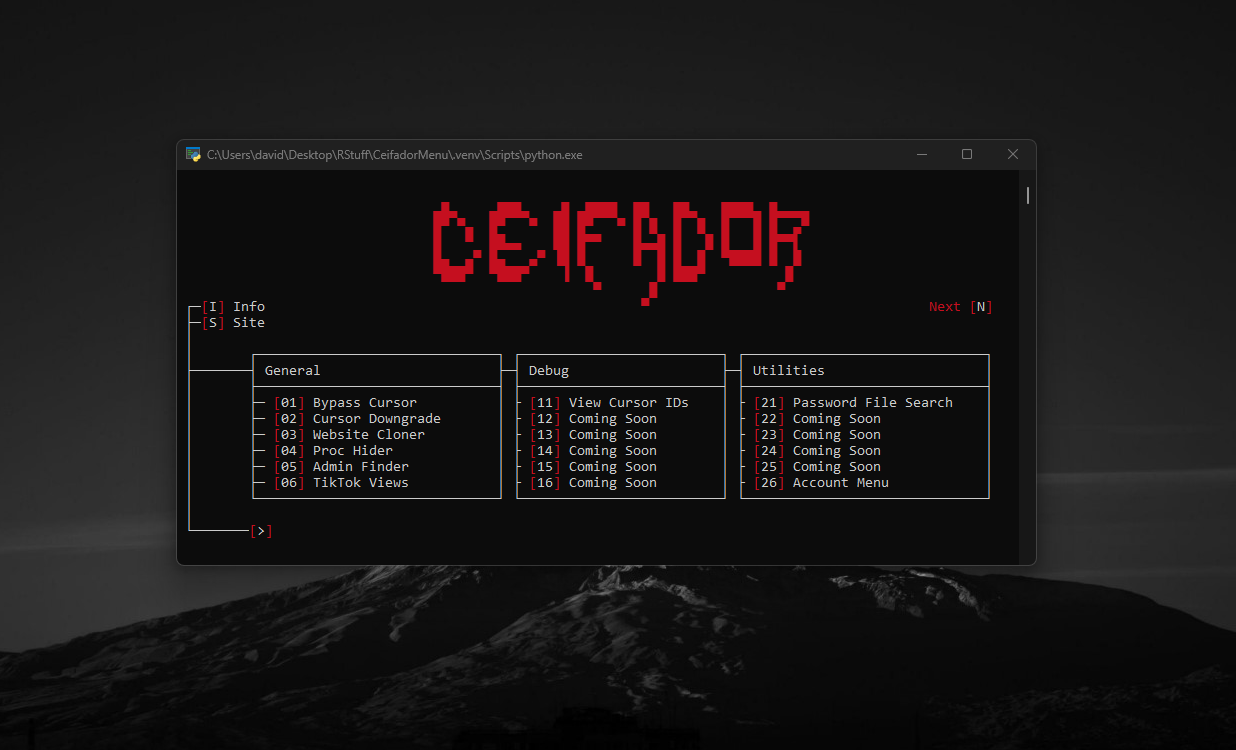 C:\Users\david\Desktop\RStuff\CeifadorMenu\.venv\Scripts\python.exe
CEIFADOR
[I] Info
Next [N]
[S] Site
General
Debug
Utilities
[01] Bypass Cursor
[02] Cursor Downgrade
[03] Website Cloner
[04] Proc Hider
[05] Admin Finder
[06] TikTok Views
[11] View Cursor IDs
[12] Coming Soon
[13] Coming Soon
[14] Coming Soon
[15] Coming Soon
[16] Coming Soon
[21] Password File Search
[22] Coming Soon
[23] Coming Soon
[24] Coming Soon
[25] Coming Soon
[26] Account Menu
[>]